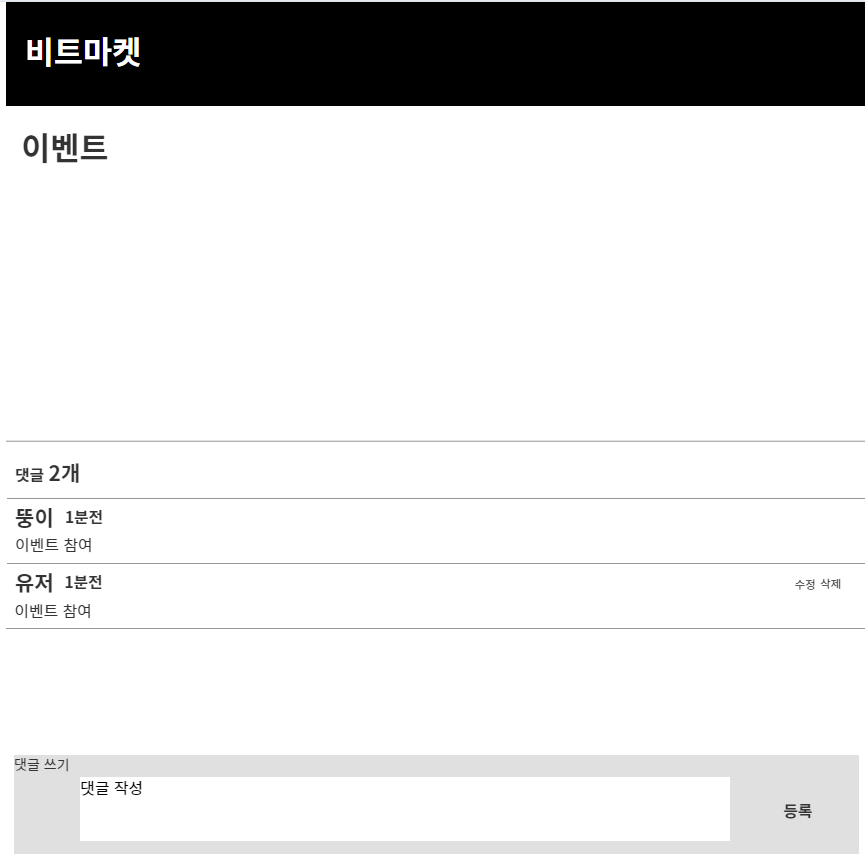 비트마켓
이벤트
댓글 2개
뚱이 1분전
이벤트 참여
유저 1분전 수정 삭제
이벤트 참여
댓글 쓰기
댓글 작성
등록